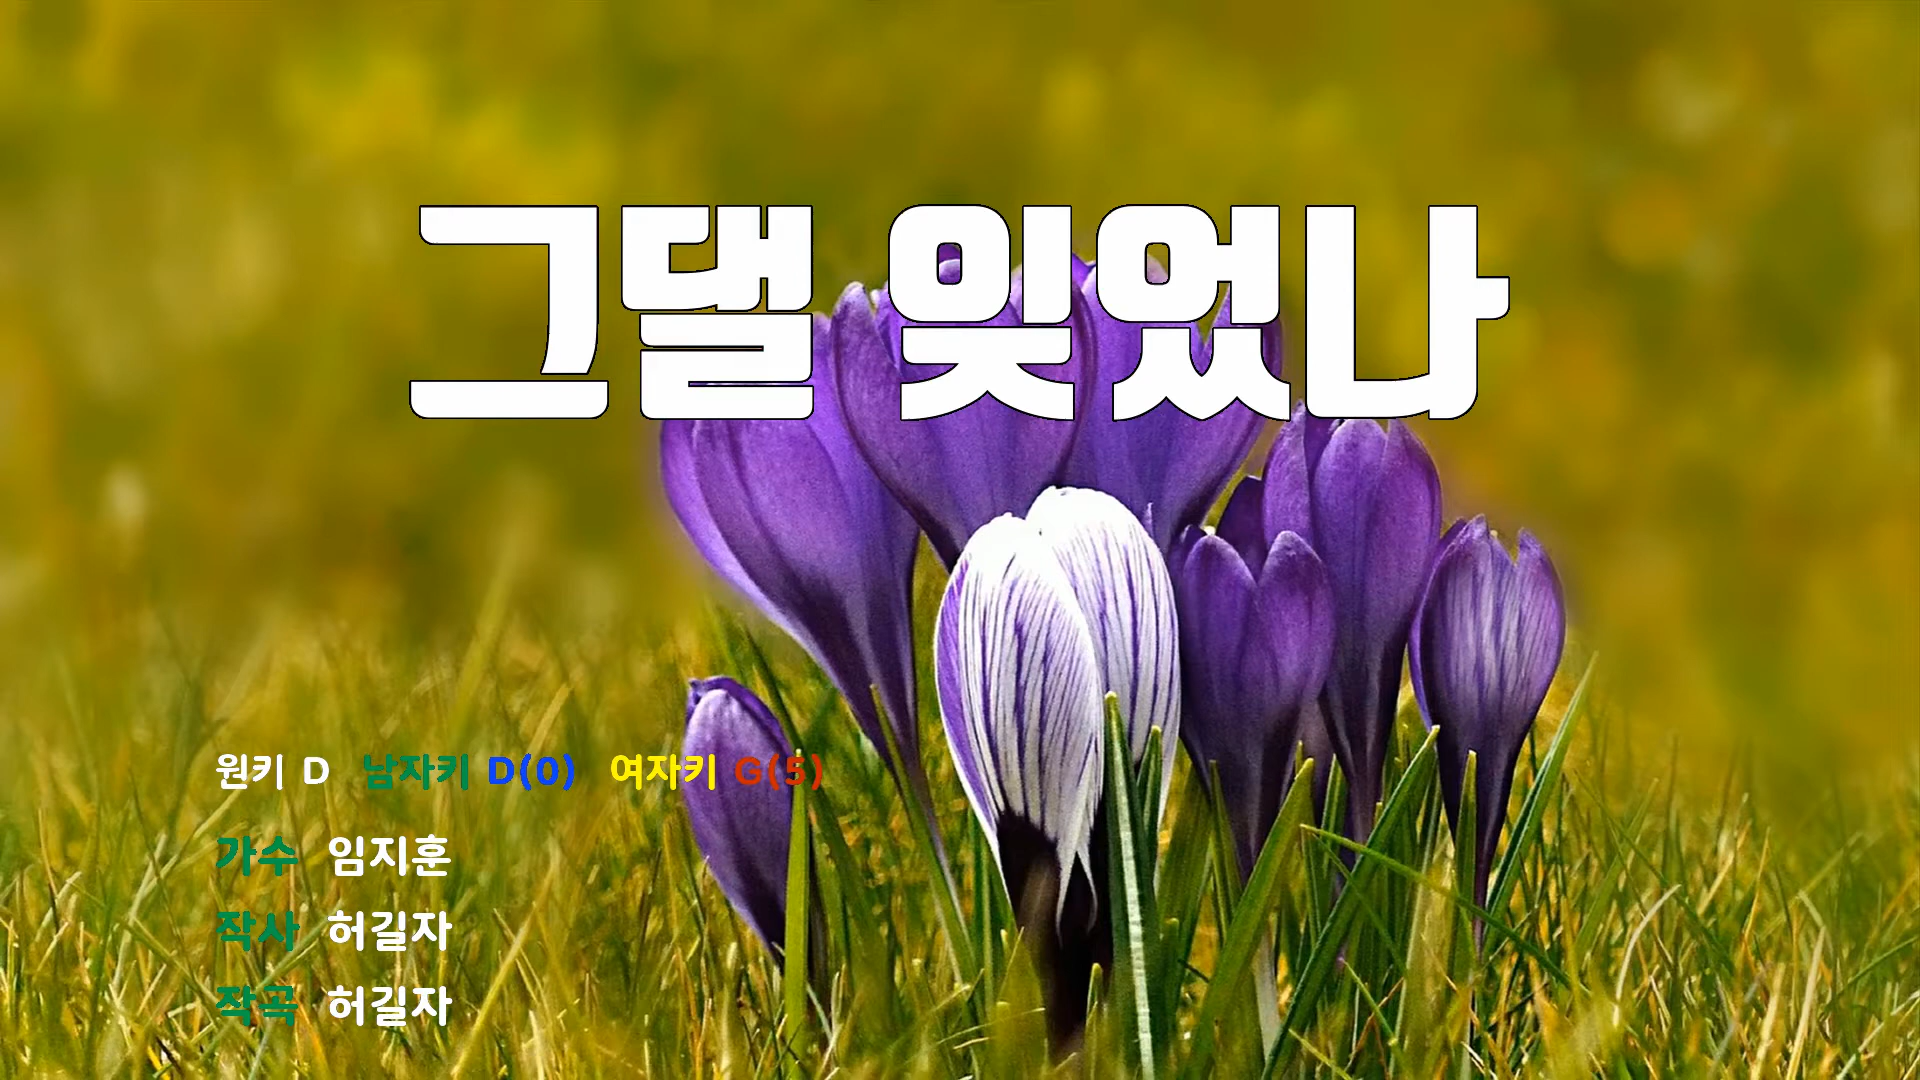 그댈 잊었나
원키 D 남자키 D(0) 여자키 G(5)
가수 임지훈
작사 허길자
작곡 허길자